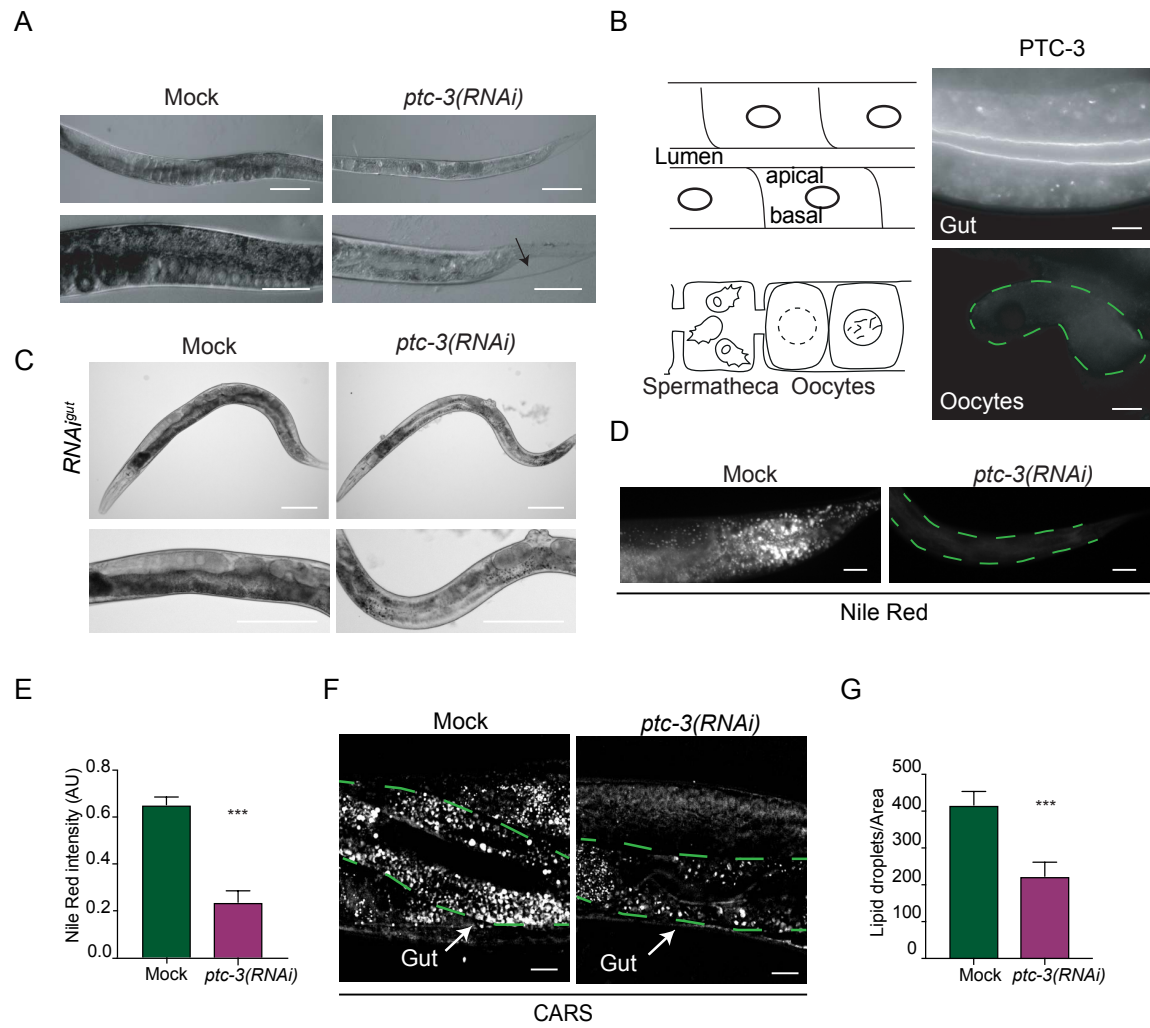 A
Mock
ptc-3(RNAi)
B
PTC-3
Lumen
apical
basal
Gut
Spermatheca
Oocytes
Oocytes
C
Mock
ptc-3(RNAi)
RNAi^gut
D
Mock
ptc-3(RNAi)
Nile Red
E
Nile Red intensity (AU)
0.8
0.6
0.4
0.2
0.0
***
Mock
ptc-3(RNAi)
F
Mock
ptc-3(RNAi)
Gut
Gut
CARS
G
Lipid droplets/Area
500
400
300
200
100
0
***
Mock
ptc-3(RNAi)